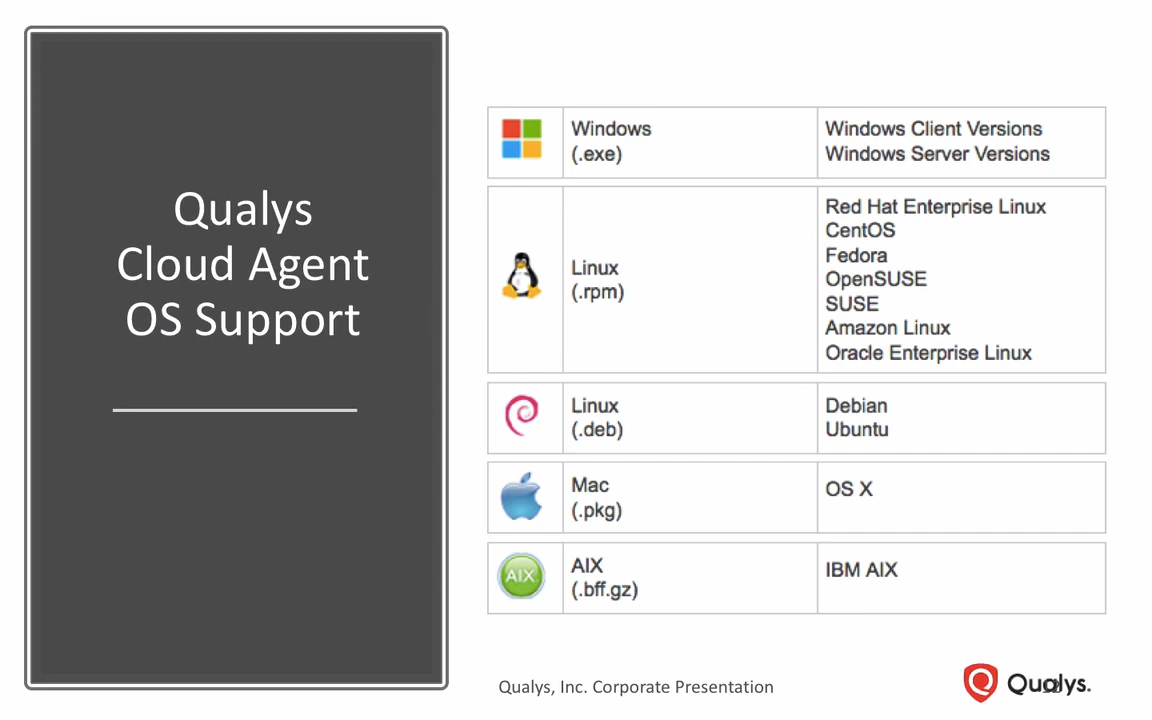 Qualys
Cloud Agent
OS Support
Windows
(.exe)
Windows Client Versions
Windows Server Versions
Linux
(.rpm)
Red Hat Enterprise Linux
CentOS
Fedora
OpenSUSE
SUSE
Amazon Linux
Oracle Enterprise Linux
Linux
(.deb)
Debian
Ubuntu
Mac
(.pkg)
OS X
AIX
AIX
(.bff.gz)
IBM AIX
Qualys, Inc. Corporate Presentation
Qualys.